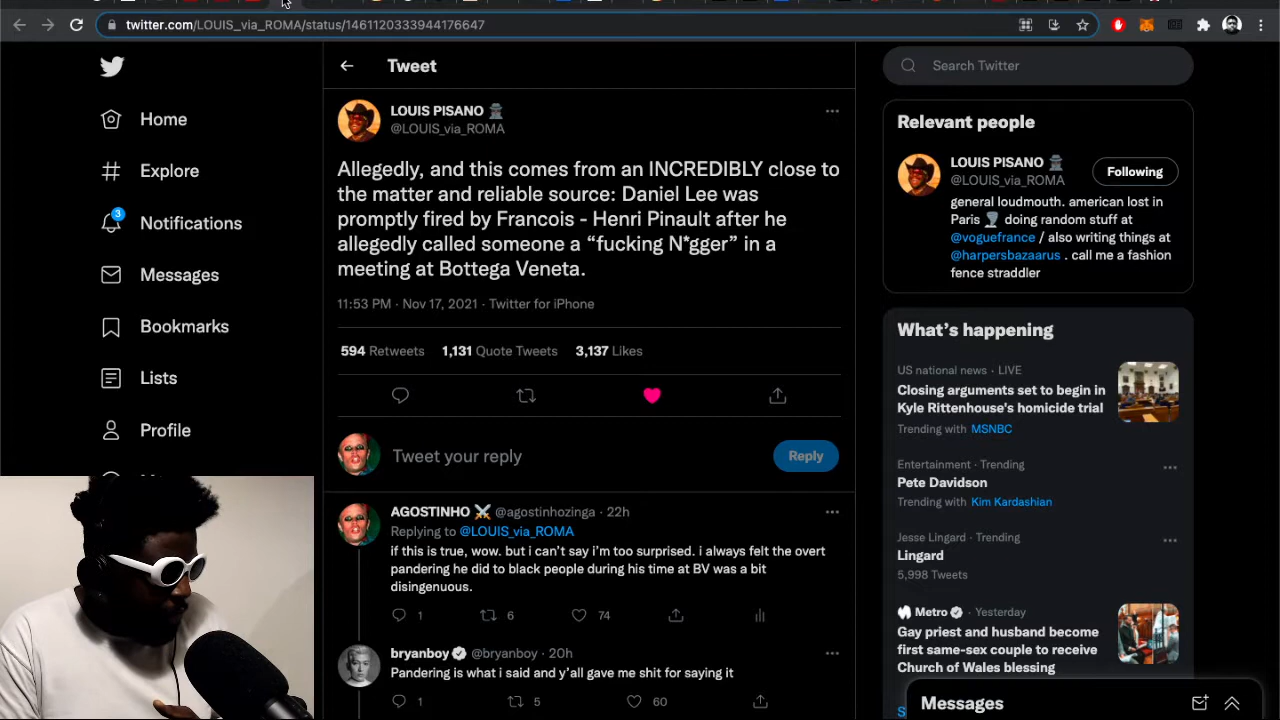 twitter.com/LOUIS_via_ROMA/status/1461120333944176647
Home
Explore
3
Notifications
Messages
Bookmarks
Lists
Profile
Tweet
LOUIS PISANO
@LOUIS_via_ROMA
Allegedly, and this comes from an INCREDIBLY close to
the matter and reliable source: Daniel Lee was
promptly fired by Francois - Henri Pinault after he
allegedly called someone a “fucking N*gger” in a
meeting at Bottega Veneta.
11:53 PM · Nov 17, 2021 · Twitter for iPhone
594 Retweets 1,131 Quote Tweets 3,137 Likes
Tweet your reply
Reply
AGOSTINHO @agostinhozinga · 22h
Replying to @LOUIS_via_ROMA
if this is true, wow. but i can’t say i’m too surprised. i always felt the overt
pandering he did to black people during his time at BV was a bit
disingenuous.
1 6 74
bryanboy @bryanboy · 20h
Pandering is what i said and y’all gave me shit for saying it
1 5 60
Search Twitter
Relevant people
LOUIS PISANO
@LOUIS_via_ROMA
Following
general loudmouth. american lost in
Paris doing random stuff at
@voguefrance / also writing things at
@harpersbazaarus . call me a fashion
fence straddler
What’s happening
US national news · LIVE
Closing arguments set to begin in
Kyle Rittenhouse’s homicide trial
Trending with MSNBC
Entertainment · Trending
Pete Davidson
Trending with Kim Kardashian
Jesse Lingard · Trending
Lingard
5,998 Tweets
Metro · Yesterday
Gay priest and husband become
first same-sex couple to receive
Church of Wales blessing
Messages